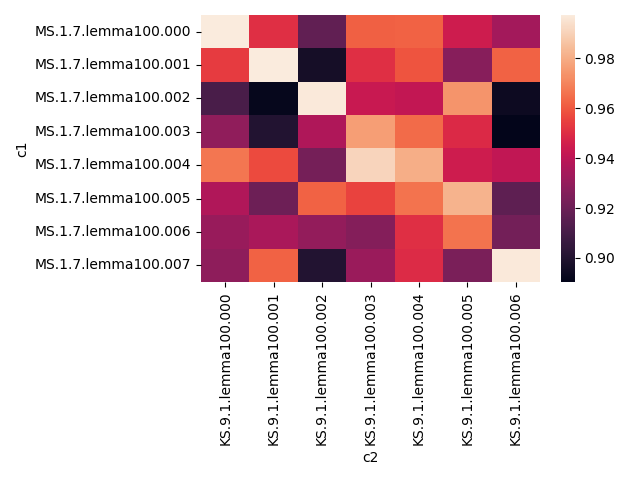 MS.1.7.lemma100.000
MS.1.7.lemma100.001
MS.1.7.lemma100.002
MS.1.7.lemma100.003
MS.1.7.lemma100.004
MS.1.7.lemma100.005
MS.1.7.lemma100.006
MS.1.7.lemma100.007
c1
KS.9.1.lemma100.000
KS.9.1.lemma100.001
KS.9.1.lemma100.002
KS.9.1.lemma100.003
KS.9.1.lemma100.004
KS.9.1.lemma100.005
KS.9.1.lemma100.006
c2
0.98
0.96
0.94
0.92
0.90